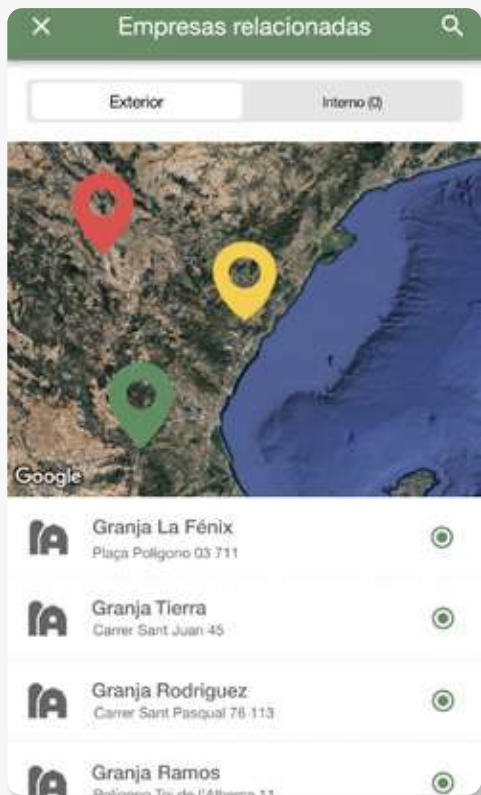 Empresas relacionadas
Exterior
Interno (0)
Google
Granja La Fénix
Plaça Poligono 03 711
Granja Tierra
Carrer Sant Juan 45
Granja Rodriguez
Carrer Sant Pasqual 76 113
Granja Ramos